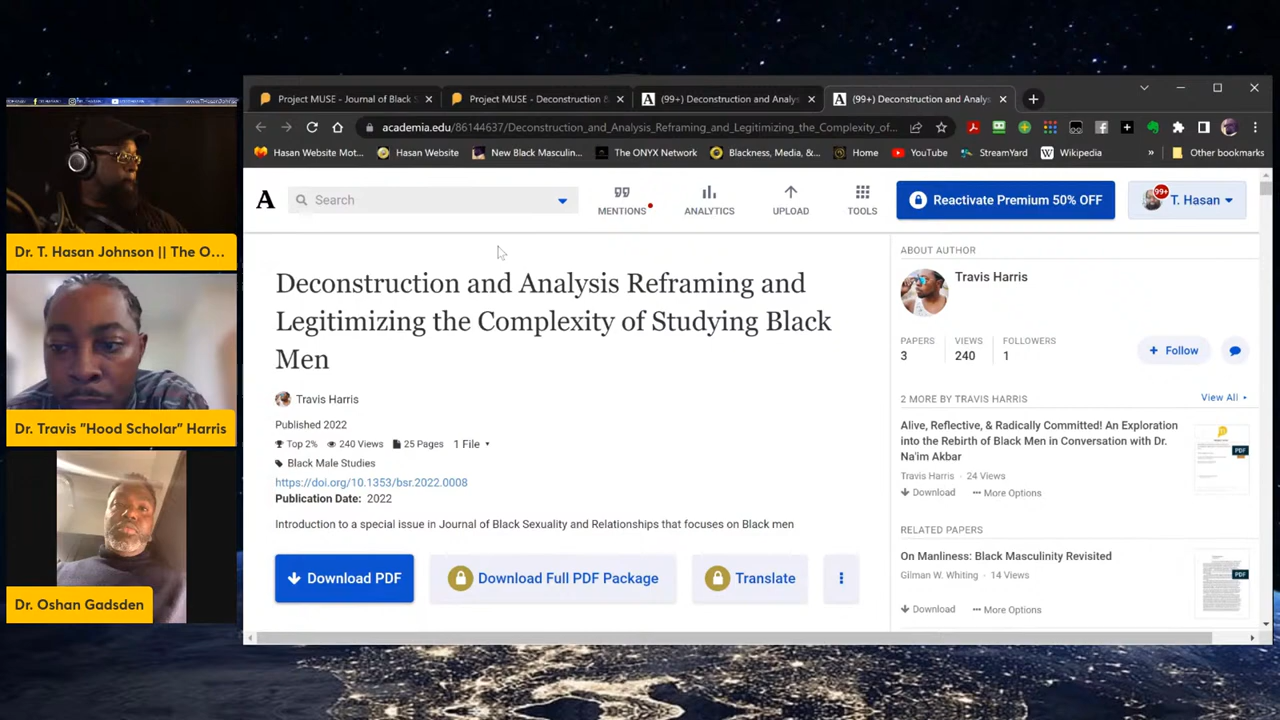 Dr. T. Hasan Johnson || The O...
Dr. Travis "Hood Scholar" Harris
Dr. Oshan Gadsden
Project MUSE - Journal of Black S
Project MUSE - Deconstruction &
(99+) Deconstruction and Analys
(99+) Deconstruction and Analys
academia.edu/86144637/Deconstruction_and_Analysis_Reframing_and_Legitimizing_the_Complexity_of...
Hasan Website Mot...
Hasan Website
New Black Masculin...
The ONYX Network
Blackness, Media, &...
Home
YouTube
StreamYard
Wikipedia
»
Other bookmarks
A
Search
MENTIONS
ANALYTICS
UPLOAD
TOOLS
Reactivate Premium 50% OFF
99+
T. Hasan
Deconstruction and Analysis Reframing and
Legitimizing the Complexity of Studying Black
Men
Travis Harris
Published 2022
Top 2% 240 Views 25 Pages 1 File
Black Male Studies
https://doi.org/10.1353/bsr.2022.0008
Publication Date: 2022
Introduction to a special issue in Journal of Black Sexuality and Relationships that focuses on Black men
Download PDF
Download Full PDF Package
Translate
ABOUT AUTHOR
Travis Harris
PAPERS VIEWS FOLLOWERS
3 240 1
+ Follow
2 MORE BY TRAVIS HARRIS
View All
Alive, Reflective, & Radically Committed! An Exploration
into the Rebirth of Black Men in Conversation with Dr.
Na'im Akbar
Travis Harris · 24 Views
Download ••• More Options
PDF
RELATED PAPERS
On Manliness: Black Masculinity Revisited
Gilman W. Whiting · 14 Views
Download ••• More Options
PDF